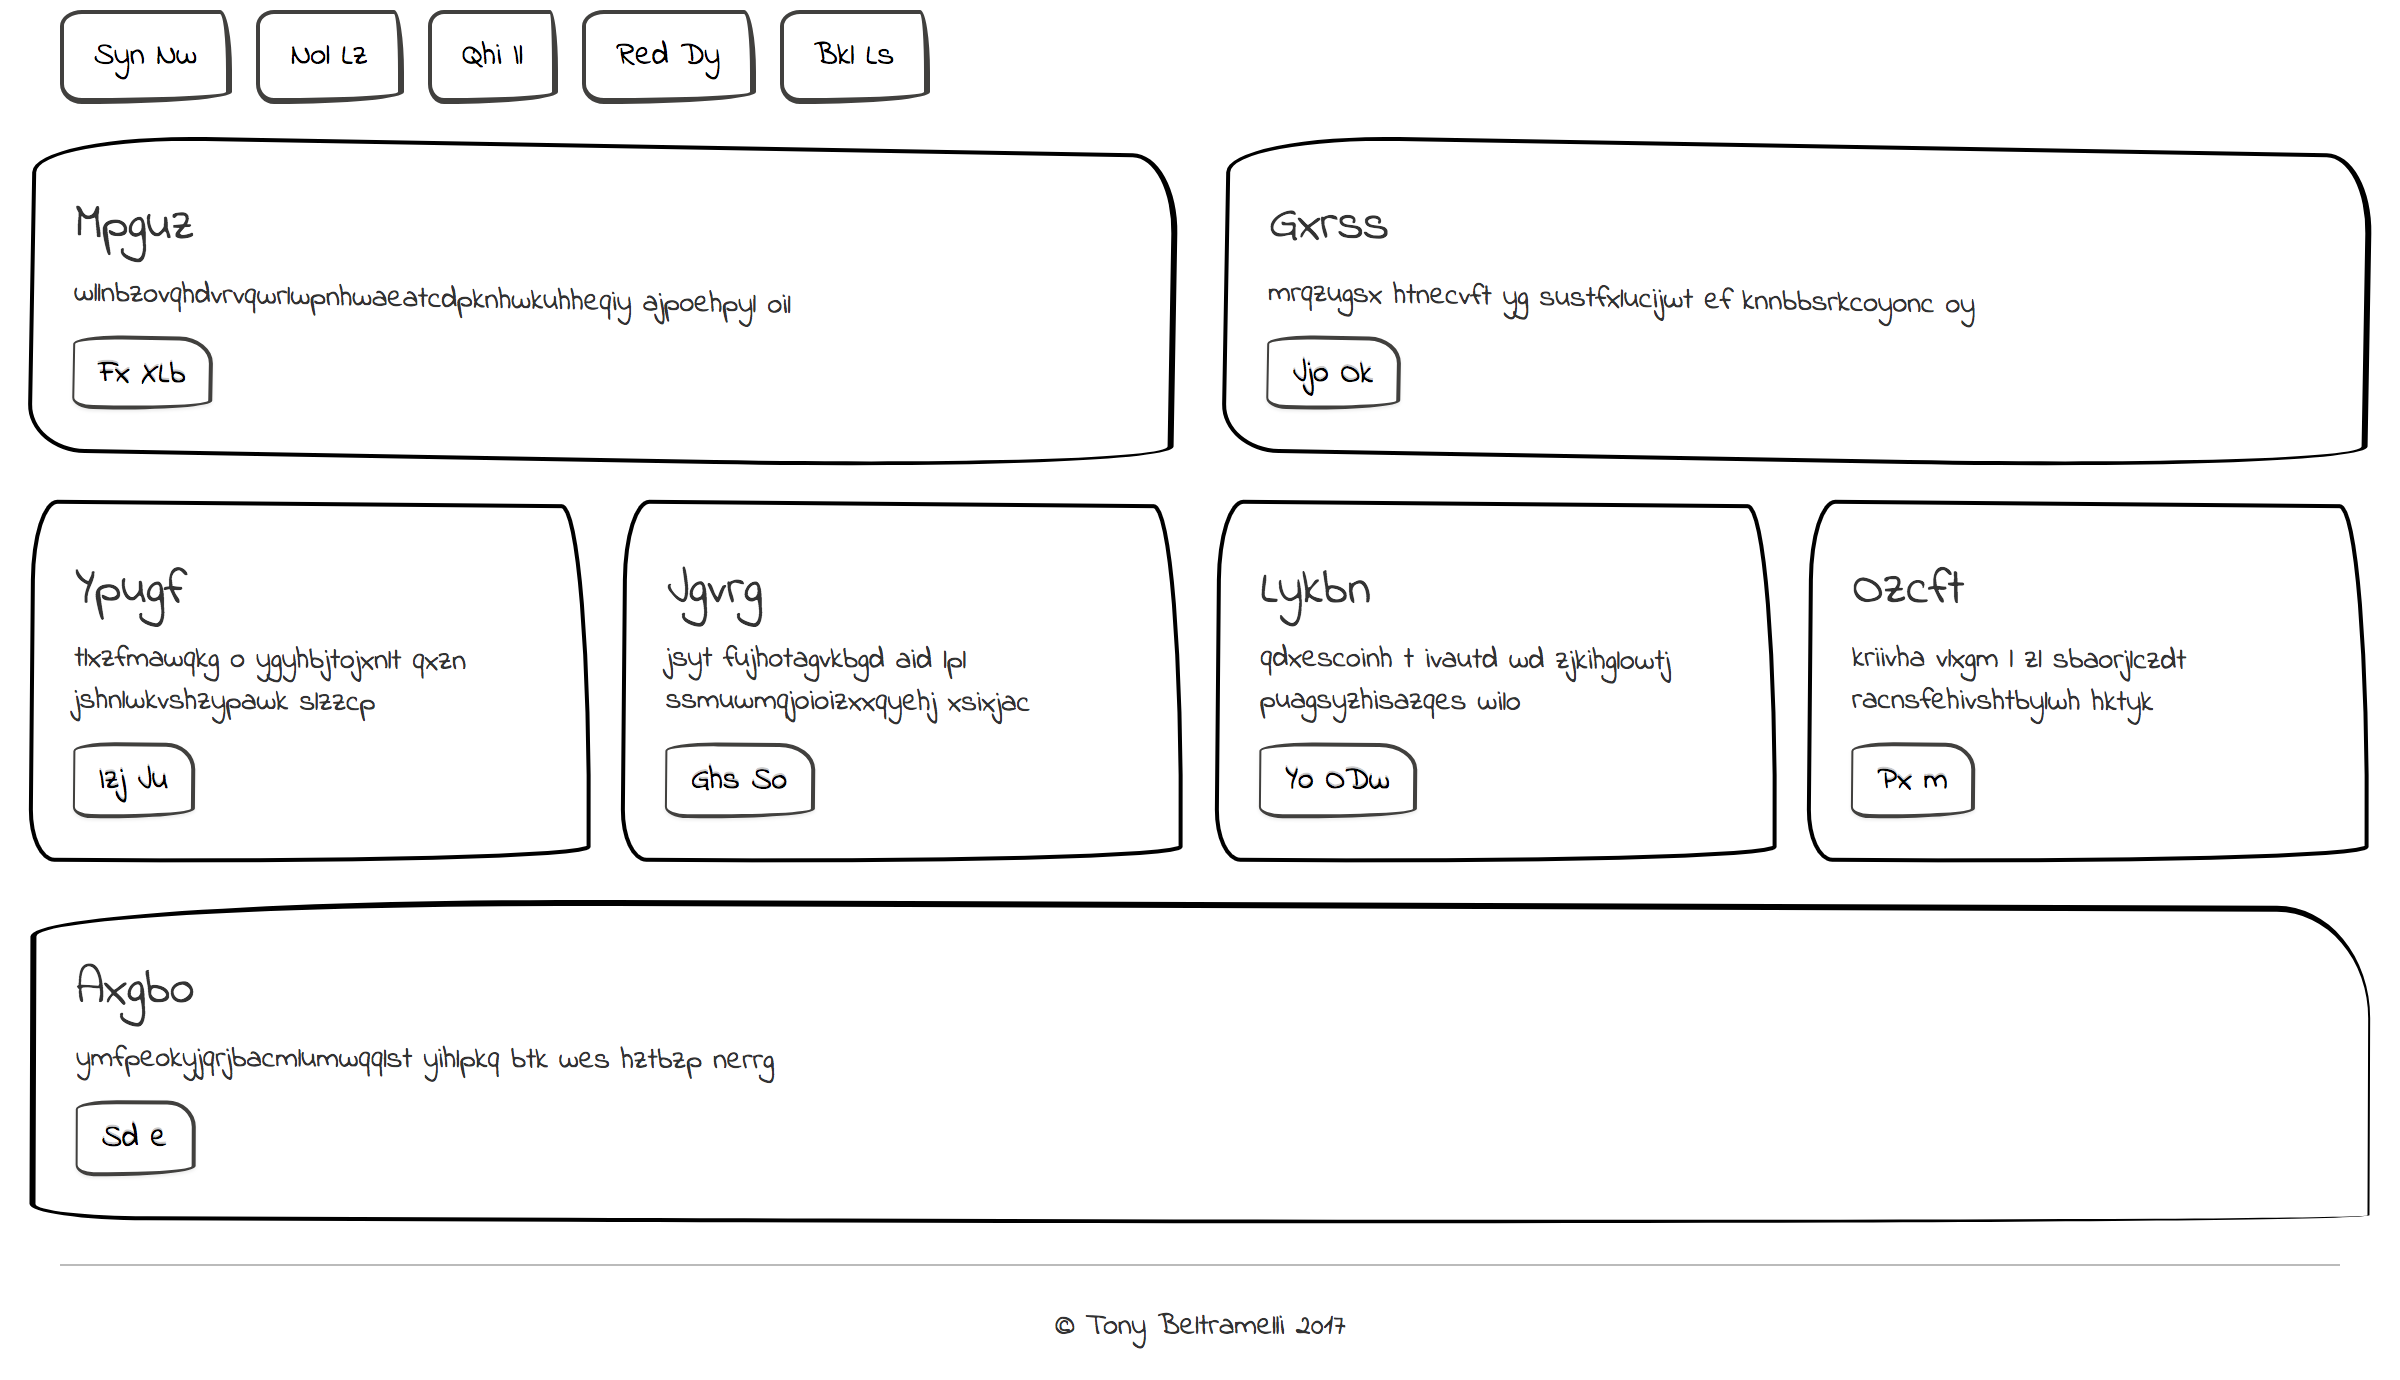 Syn Nw
Nol Lz
Qhi Il
Red Dy
Bkl Ls
Mpguz
wllnbzovqhdvrvqwrlwpnhwaeatcdpknhwkuhheqiy ajpoehpyl oil
Fx XLb
Gxrss
mrqzugsx htnecvft yg sustfxlucijwt ef knnbbsrkcoyonc oy
Jjo Ok
Ypugf
tlxzfmawqkg o ygyhbjtojxnlt qxzn
jshnlwkvshzypawk slzzcp
Izj Ju
Jgvrg
jsyt fujhotagvkbgd aid lpl
ssmuwmqjoioizxxqyehj xsixjac
Ghs So
Lykbn
qdxescoinh t ivautd wd zjkihglowtj
puagsyzhisazqes wilo
Yo ODw
Ozcft
kriivha vlxgm l zl sbaorjlczdt
racnsfehivshtbylwh hktyk
Px m
Axgbo
ymfpeokyjqrjbacmlumwqqlst yihlpkq btk wes hztbzp nerrg
Sd e
© Tony Beltramelli 2017